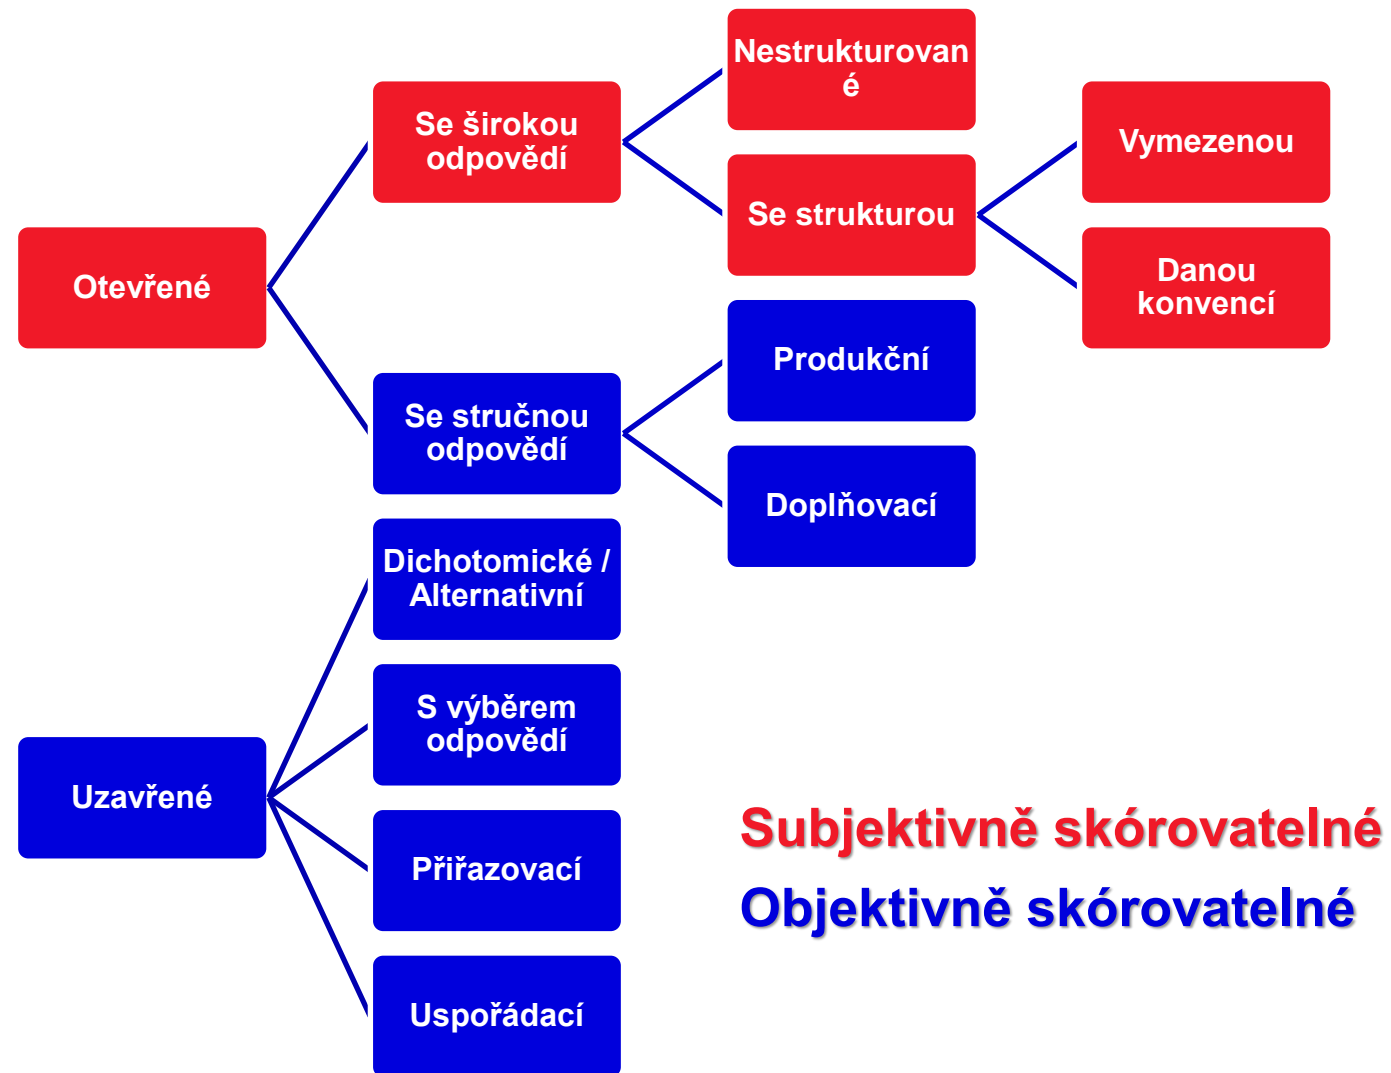 Otevřené
Se širokou
odpovědí
Nestrukturovan
é
Se strukturou
Vymezenou
Danou
konvencí
Se stručnou
odpovědí
Produkční
Doplňovací
Uzavřené
Dichotomické /
Alternativní
S výběrem
odpovědí
Přiřazovací
Uspořádací
Subjektivně skórovatelné
Objektivně skórovatelné